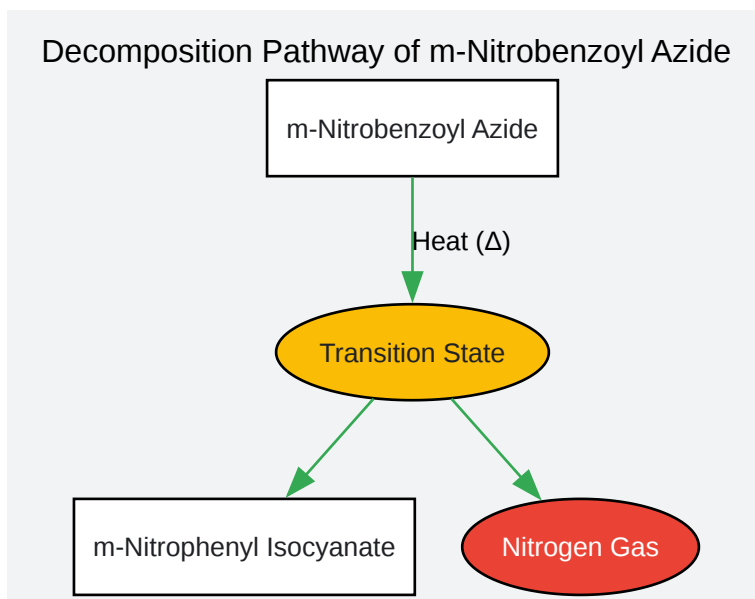 Decomposition Pathway of m-Nitrobenzoyl Azide
m-Nitrobenzoyl Azide
Heat (Δ)
Transition State
m-Nitrophenyl Isocyanate
Nitrogen Gas